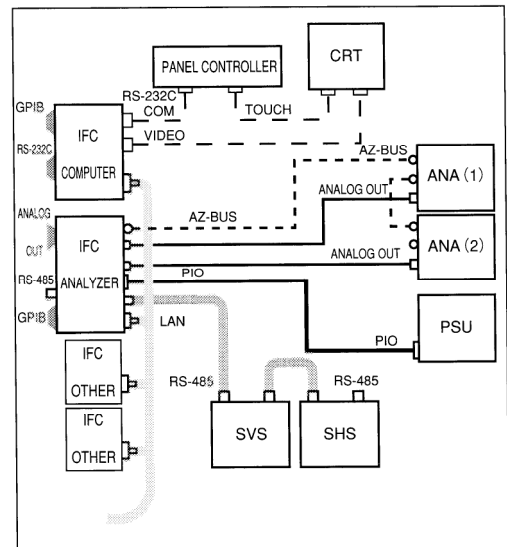 PANEL CONTROLLER
CRT
RS-232C
COM
TOUCH
GPIB
VIDEO
IFC
RS-232C
COMPUTER
AZ-BUS
ANA (1)
ANALOG OUT
ANALOG
OUT
AZ-BUS
IFC
ANALYZER
ANALOG OUT
ANA (2)
RS-485
PIO
GPIB
LAN
PIO
PSU
IFC
OTHER
RS-485
RS-485
IFC
OTHER
SVS
SHS